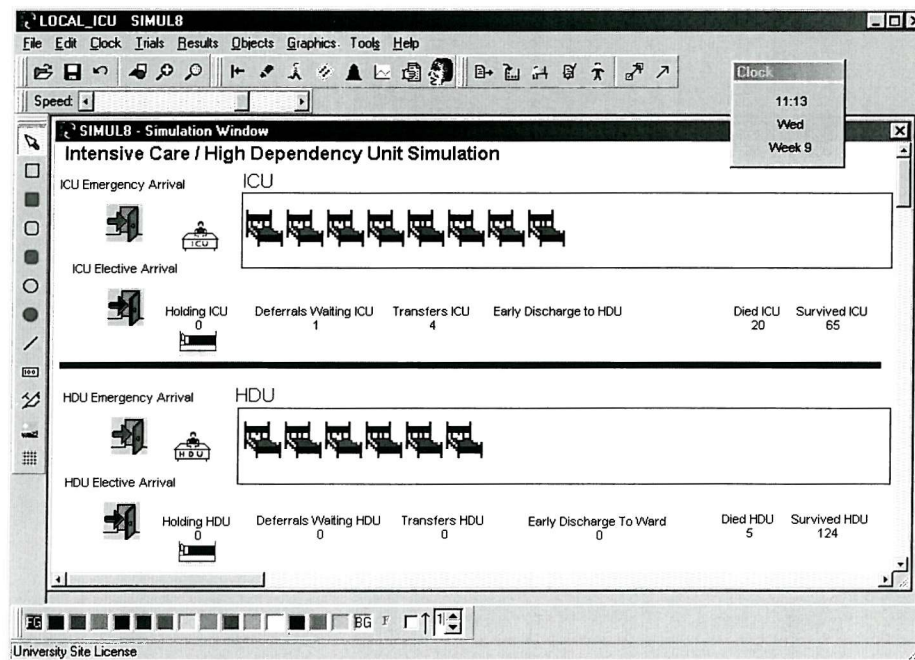 LOCAL_ICU SIMUL8
File Edit Clock Trials Results Objects Graphics Tools Help
Speed:
Clock
11:13
Wed
Week 9
SIMUL8 - Simulation Window
Intensive Care / High Dependency Unit Simulation
ICU Emergency Arrival
ICU
ICU
ICU Elective Arrival
Holding ICU Deferrals Waiting ICU Transfers ICU Early Discharge to HDU Died ICU Survived ICU
0 1 4 20 65
HDU Emergency Arrival
HDU
HDU
HDU Elective Arrival
Holding HDU Deferrals Waiting HDU Transfers HDU Early Discharge To Ward Died HDU Survived HDU
0 0 0 0 5 124
FG BG F 1
University Site License